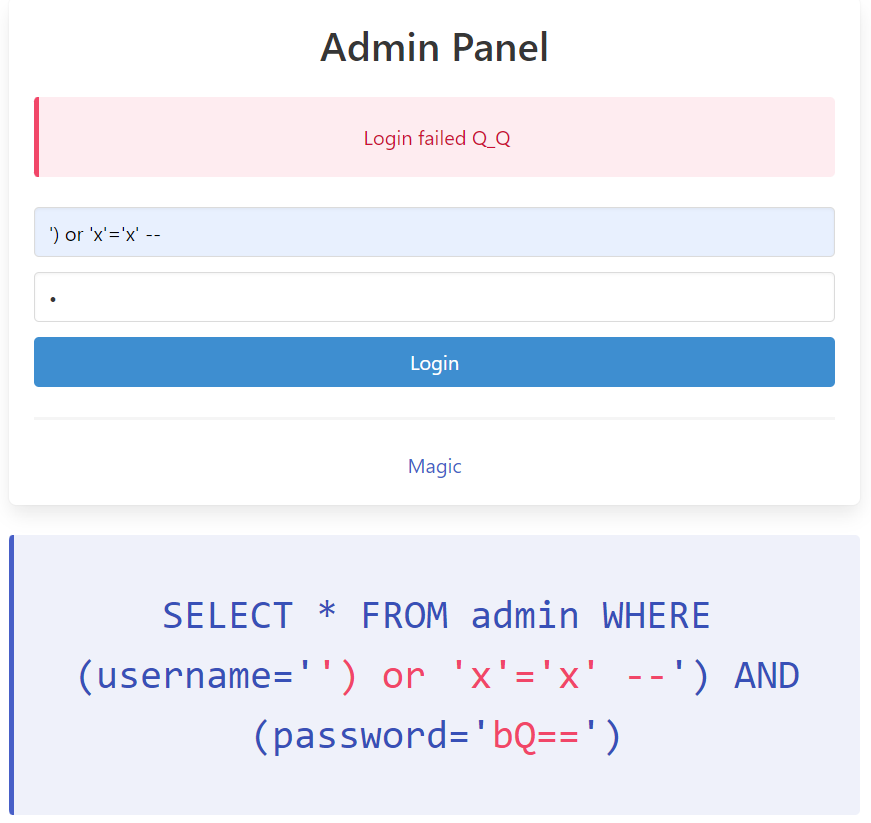 Admin Panel
Login failed Q_Q
') or 'x'='x' --
•
Login
Magic
SELECT * FROM admin WHERE
(username='') or 'x'='x' --') AND
(password='bQ==')